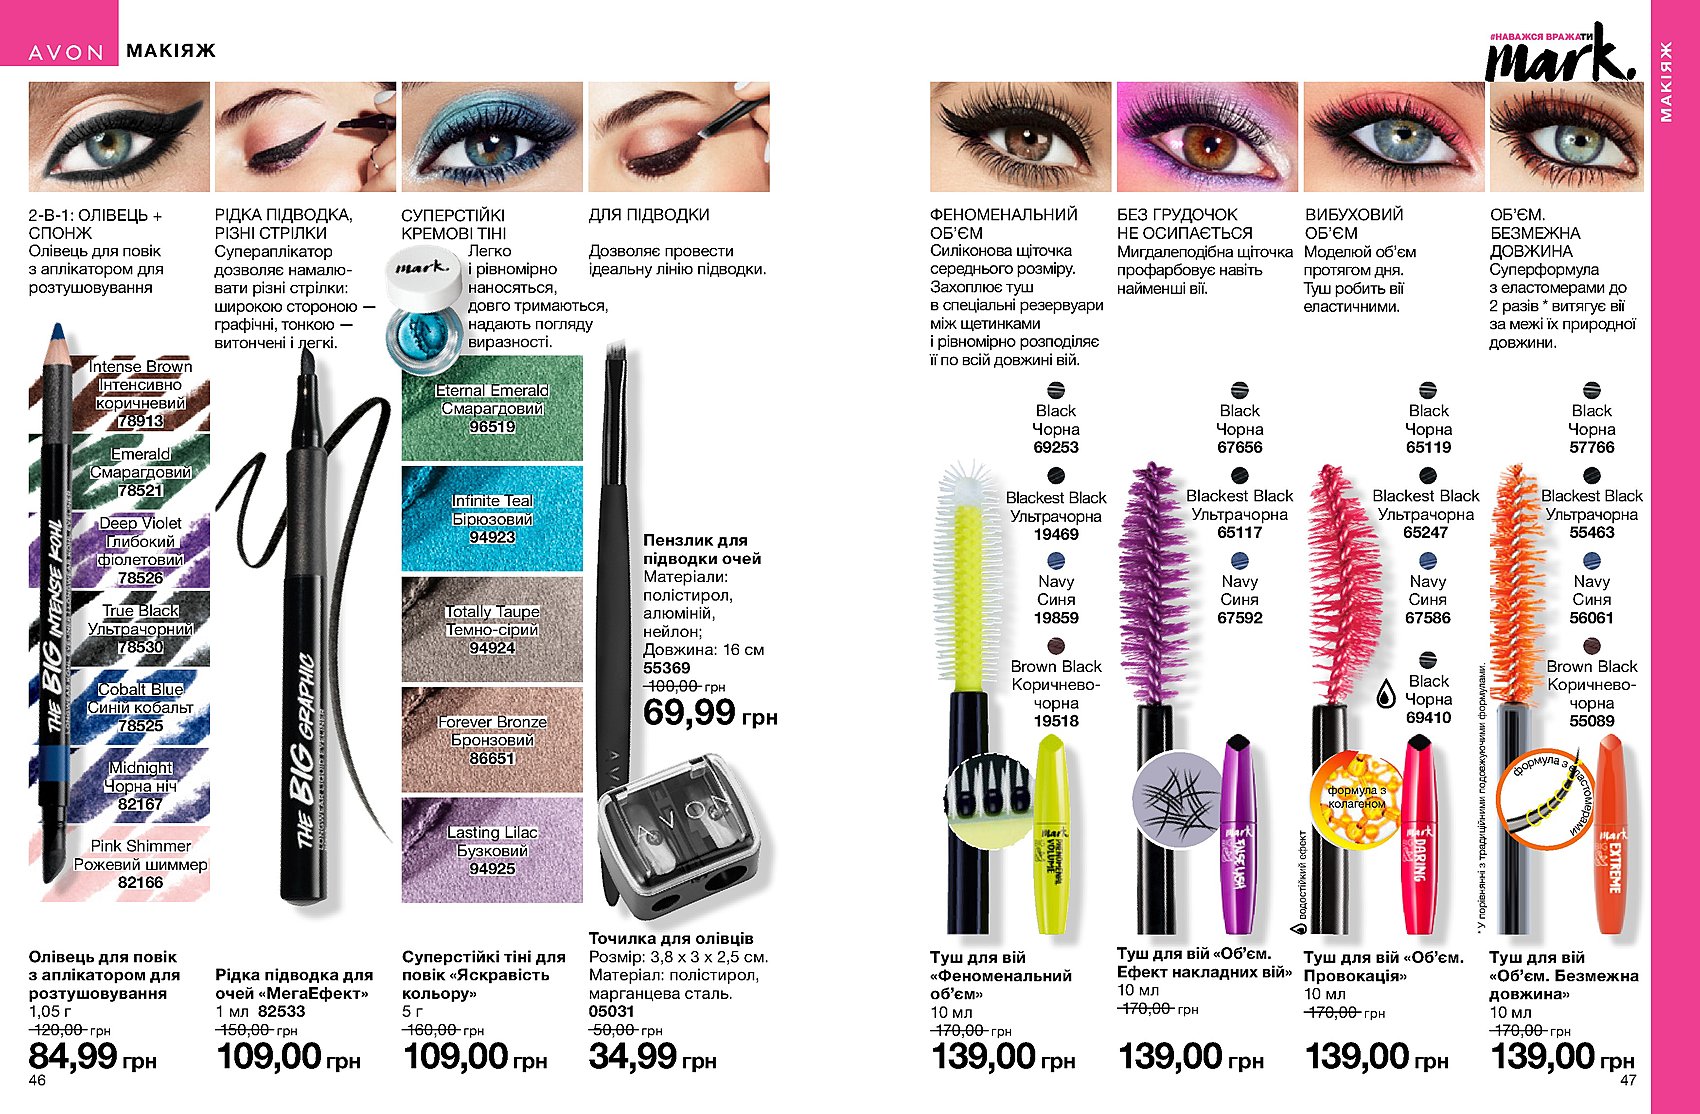 AVON МАКІЯЖ
#НАВАЖСЯ ВРАЖАТИ
mark.
МАКІЯЖ
2-В-1: ОЛІВЕЦЬ +
СПОНЖ
Олівець для повік
з аплікатором для
розтушовування
РІДКА ПІДВОДКА,
РІЗНІ СТРІЛКИ
Супераплікатор
дозволяє намалю-
вати різні стрілки:
широкою стороною —
графічні, тонкою —
витончені і легкі.
СУПЕРСТІЙКІ
КРЕМОВІ ТІНІ
Легко
і рівномірно
наносяться,
довго тримаються,
надають погляду
виразності.
mark.
ДЛЯ ПІДВОДКИ
Дозволяє провести
ідеальну лінію підводки.
Intense Brown
Інтенсивно
коричневий
78913
Emerald
Смарагдовий
78521
Deep Violet
Глибокий
фіолетовий
78526
True Black
Ультрачорний
78530
Cobalt Blue
Синій кобальт
78525
Midnight
Чорна ніч
82167
Pink Shimmer
Рожевий шиммер
82166
THE BIG INTENSE KOHL
THE BIG GRAPHIC
Eternal Emerald
Смарагдовий
96519
Infinite Teal
Бірюзовий
94923
Totally Taupe
Темно-сірий
94924
Forever Bronze
Бронзовий
86651
Lasting Lilac
Бузковий
94925
Пензлик для
підводки очей
Матеріали:
полістирол,
алюміній,
нейлон;
Довжина: 16 см
55369
100,00 грн
69,99 грн
AVON
Олівець для повік
з аплікатором для
розтушовування
1,05 г
120,00 грн
84,99 грн
Рідка підводка для
очей «МегаЕфект»
1 мл 82533
150,00 грн
109,00 грн
Суперстійкі тіні для
повік «Яскравість
кольору»
5 г
160,00 грн
109,00 грн
Точилка для олівців
Розмір: 3,8 х 3 х 2,5 см.
Матеріал: полістирол,
марганцева сталь.
05031
50,00 грн
34,99 грн
46
ФЕНОМЕНАЛЬНИЙ
ОБ’ЄМ
Силіконова щіточка
середнього розміру.
Захоплює туш
в спеціальні резервуари
між щетинками
і рівномірно розподіляє
її по всій довжині вій.
БЕЗ ГРУДОЧОК
НЕ ОСИПАЄТЬСЯ
Мигдалеподібна щіточка
профарбовує навіть
найменші вії.
ВИБУХОВИЙ
ОБ’ЄМ
Моделюй об’єм
протягом дня.
Туш робить вії
еластичними.
ОБ’ЄМ.
БЕЗМЕЖНА
ДОВЖИНА
Суперформула
з еластомерами до
2 разів * витягує вії
за межі їх природної
довжини.
Black
Чорна
69253
Blackest Black
Ультрачорна
19469
Navy
Синя
19859
Brown Black
Коричнево-
чорна
19518
Black
Чорна
67656
Blackest Black
Ультрачорна
65117
Navy
Синя
67592
Black
Чорна
65119
Blackest Black
Ультрачорна
65247
Navy
Синя
67586
Black
Чорна
69410
Black
Чорна
57766
Blackest Black
Ультрачорна
55463
Navy
Синя
56061
Brown Black
Коричнево-
чорна
55089
mark.
PHENOMENAL
VOLUME
mark.
FALSE LASH
формула з
колагеном
mark.
DARING
водостійкий ефект
формула з еластомерами
mark.
EXTREME
* У порівнянні з традиційними подовжуючими формулами.
Туш для вій
«Феноменальний
об’єм»
10 мл
170,00 грн
139,00 грн
Туш для вій «Об’єм.
Ефект накладних вій»
10 мл
170,00 грн
139,00 грн
Туш для вій «Об’єм.
Провокація»
10 мл
170,00 грн
139,00 грн
Туш для вій
«Об’єм. Безмежна
довжина»
10 мл
170,00 грн
139,00 грн
47